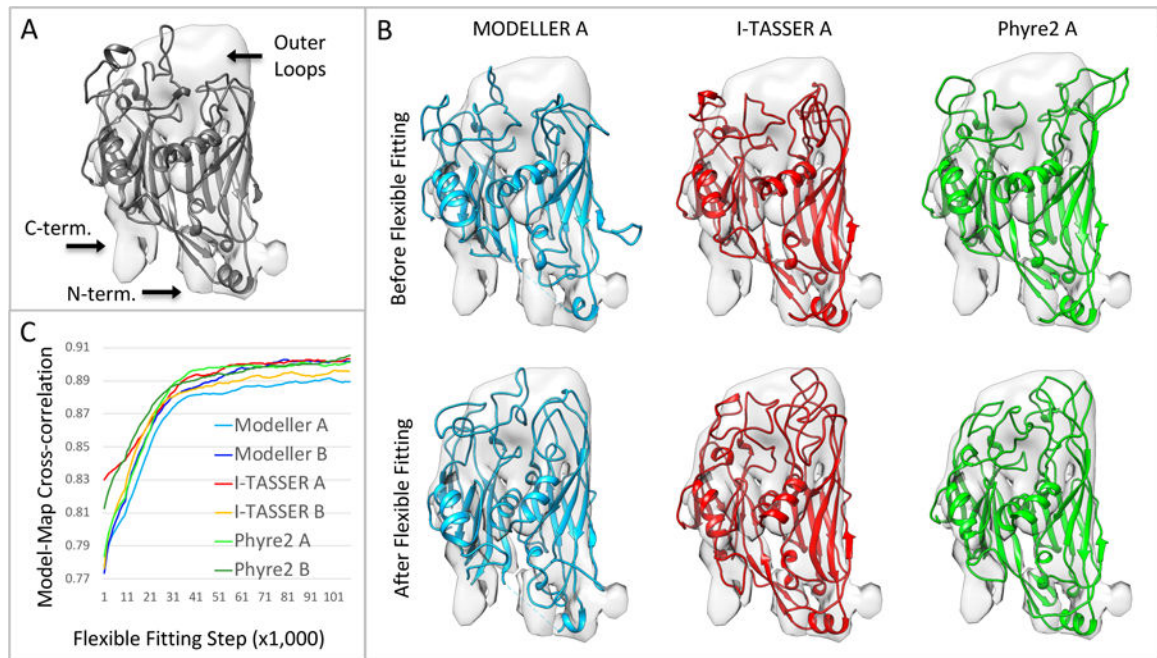 A
Outer
Loops
C-term.
N-term.
B
MODELLER A
I-TASSER A
Phyre2 A
Before Flexible Fitting
After Flexible Fitting
C
Model-Map Cross-correlation
0.91
0.89
0.87
0.85
0.83
0.81
0.79
0.77
Modeller A
Modeller B
I-TASSER A
I-TASSER B
Phyre2 A
Phyre2 B
1 11 21 31 41 51 61 71 81 91 101
Flexible Fitting Step (x1,000)